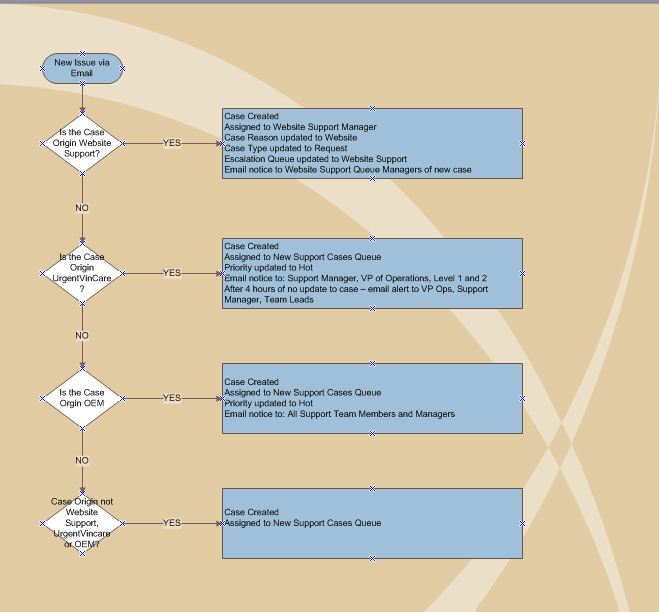 New Issue via
Email
Is the Case
Origin Website
Support?
YES
Case Created
Assigned to Website Support Manager
Case Reason updated to Website
Case Type updated to Request
Escalation Queue updated to Website Support
Email notice to Website Support Queue Managers of new case
NO
Is the Case
Origin
UrgentVinCare
?
YES
Case Created
Assigned to New Support Cases Queue
Priority updated to Hot
Email notice to: Support Manager, VP of Operations, Level 1 and 2
After 4 hours of no update to case – email alert to VP Ops, Support
Manager, Team Leads
NO
Is the Case
Orgin OEM
YES
Case Created
Assigned to New Support Cases Queue
Priority updated to Hot
Email notice to: All Support Team Members and Managers
NO
Case Origin not
Website
Support,
UrgentVincare
or OEM?
YES
Case Created
Assigned to New Support Cases Queue